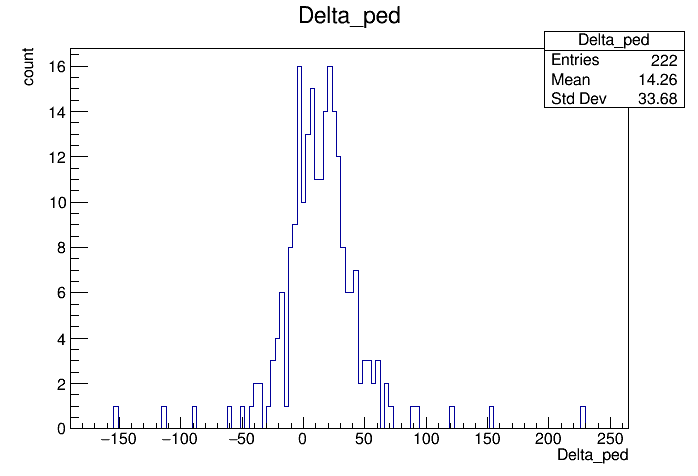 Delta_ped
count
Delta_ped
Entries 222
Mean 14.26
Std Dev 33.68
16
14
12
10
8
6
4
2
0
−150 −100 −50 0 50 100 150 200 250
Delta_ped